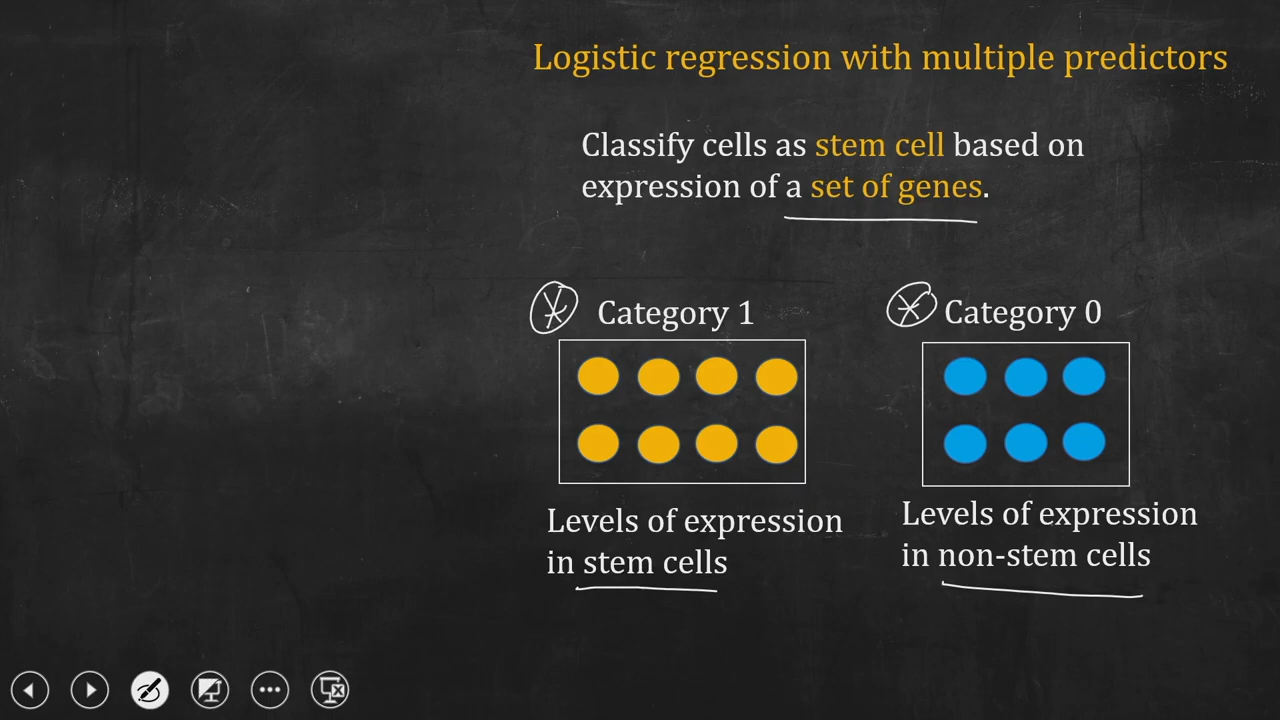 Logistic regression with multiple predictors
Classify cells as stem cell based on
expression of a set of genes.
Category 1
Category 0
Levels of expression
in stem cells
Levels of expression
in non-stem cells